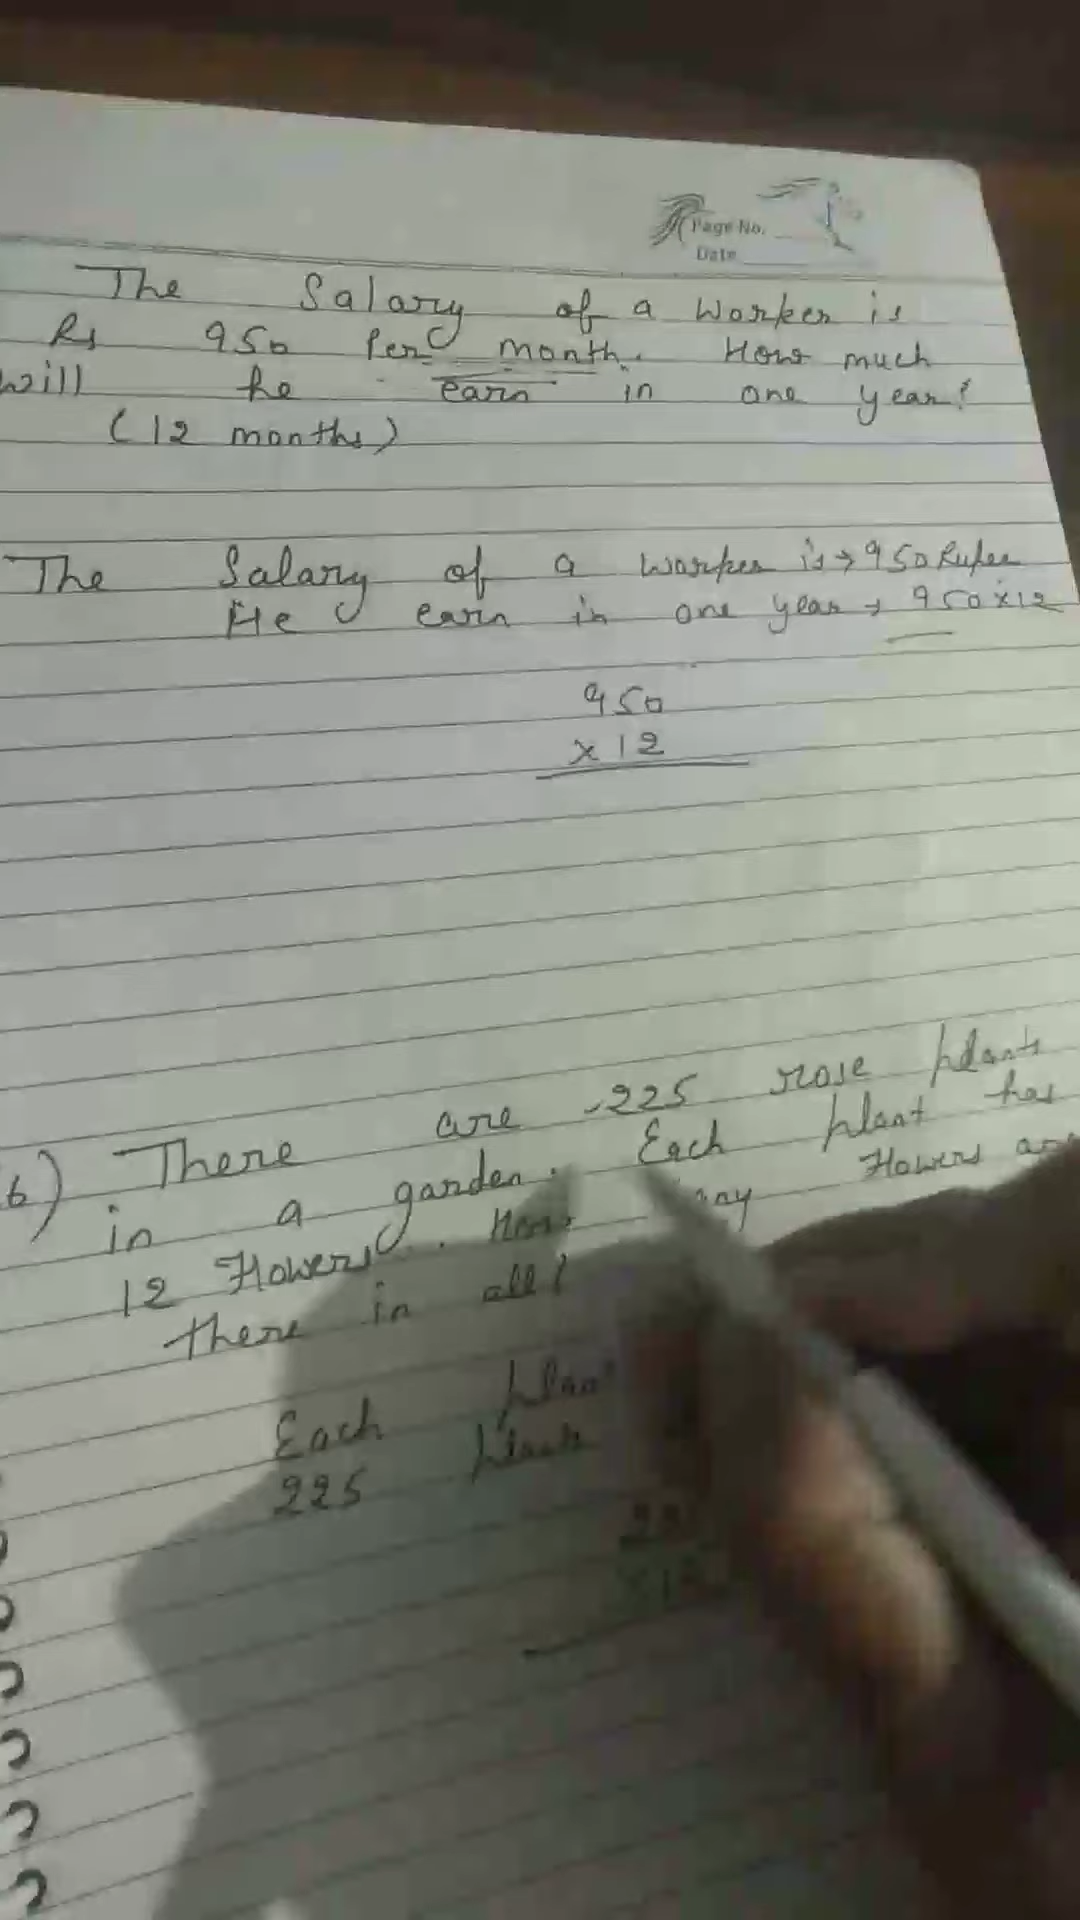 Page No.
Date
The Salary of a Worker is
Rs 950 Per month. How much
will he earn in one year?
(12 months)
The Salary of a worker is → 950 Rupee
He earn in one year → 950 x 12
950
x 12
6) There are 225 rose plants
in a garden. Each plant has
12 Flowers. How Flowers are
there in all?
Each plant
225 plants